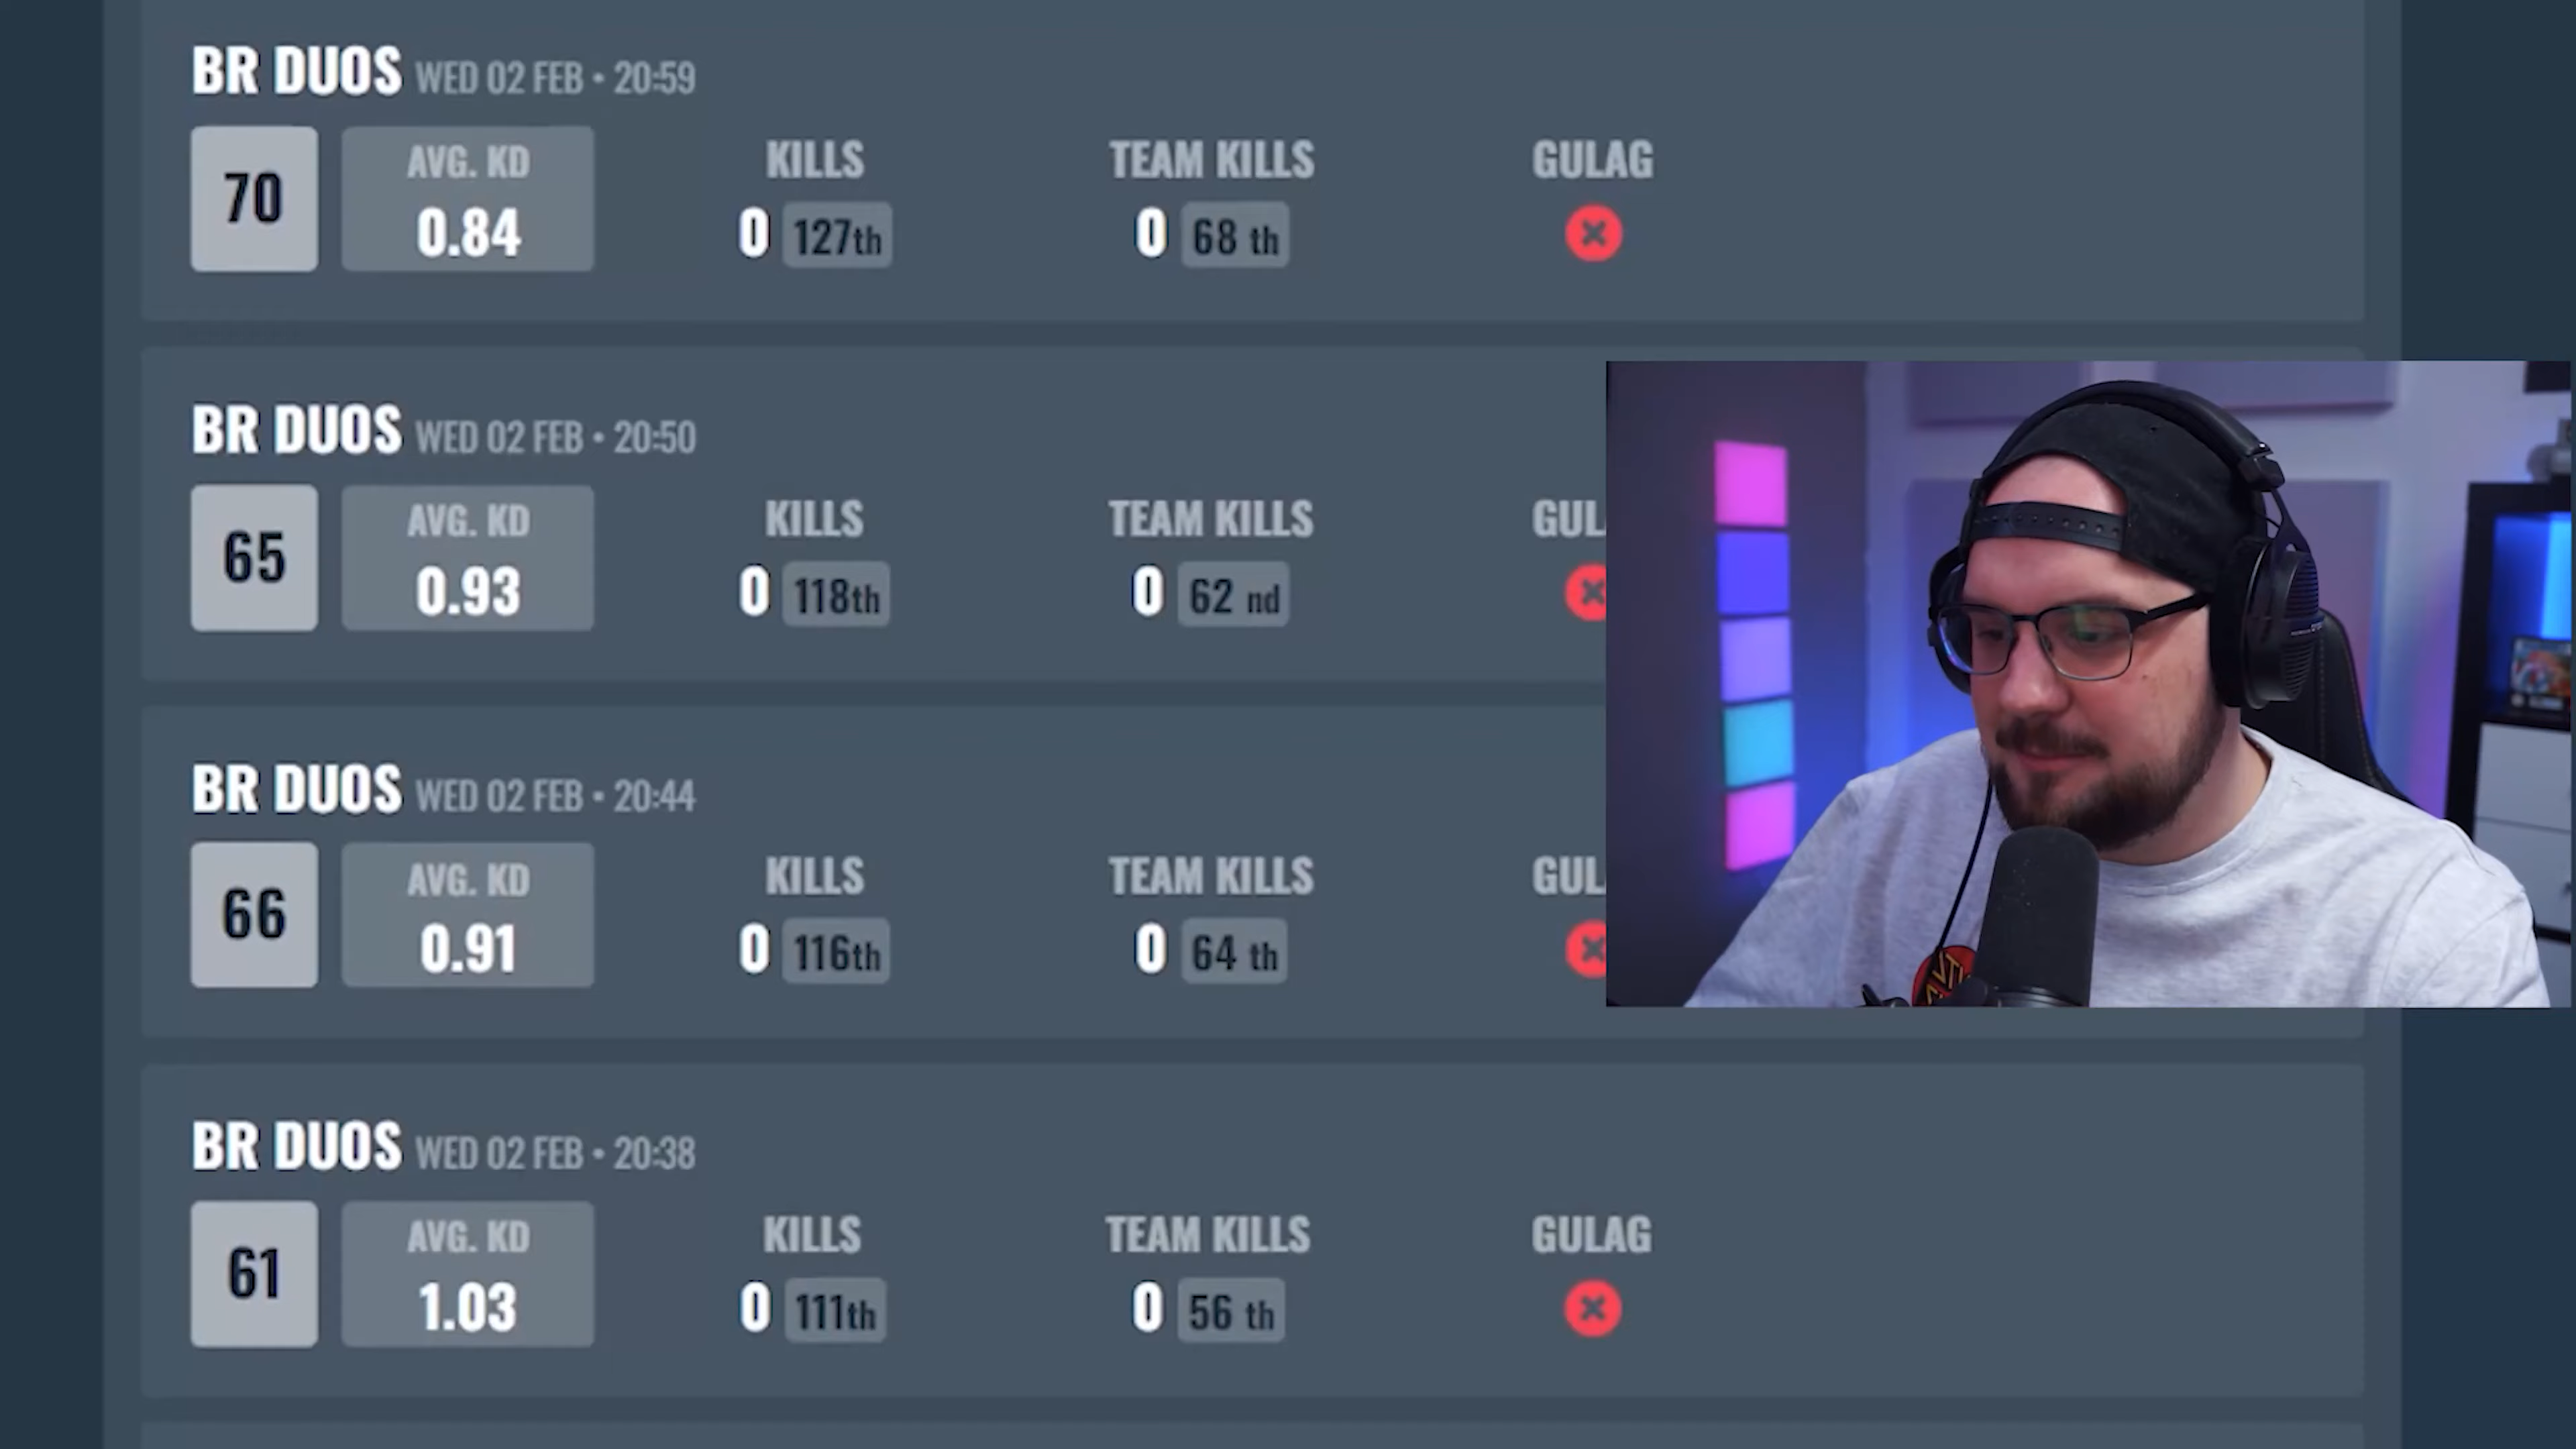 BR DUOS WED 02 FEB • 20:59
70 AVG. KD 0.84 KILLS 0 127th TEAM KILLS 0 68 th GULAG
BR DUOS WED 02 FEB • 20:50
65 AVG. KD 0.93 KILLS 0 118th TEAM KILLS 0 62 nd GUL
BR DUOS WED 02 FEB • 20:44
66 AVG. KD 0.91 KILLS 0 116th TEAM KILLS 0 64 th GUL
BR DUOS WED 02 FEB • 20:38
61 AVG. KD 1.03 KILLS 0 111th TEAM KILLS 0 56 th GULAG